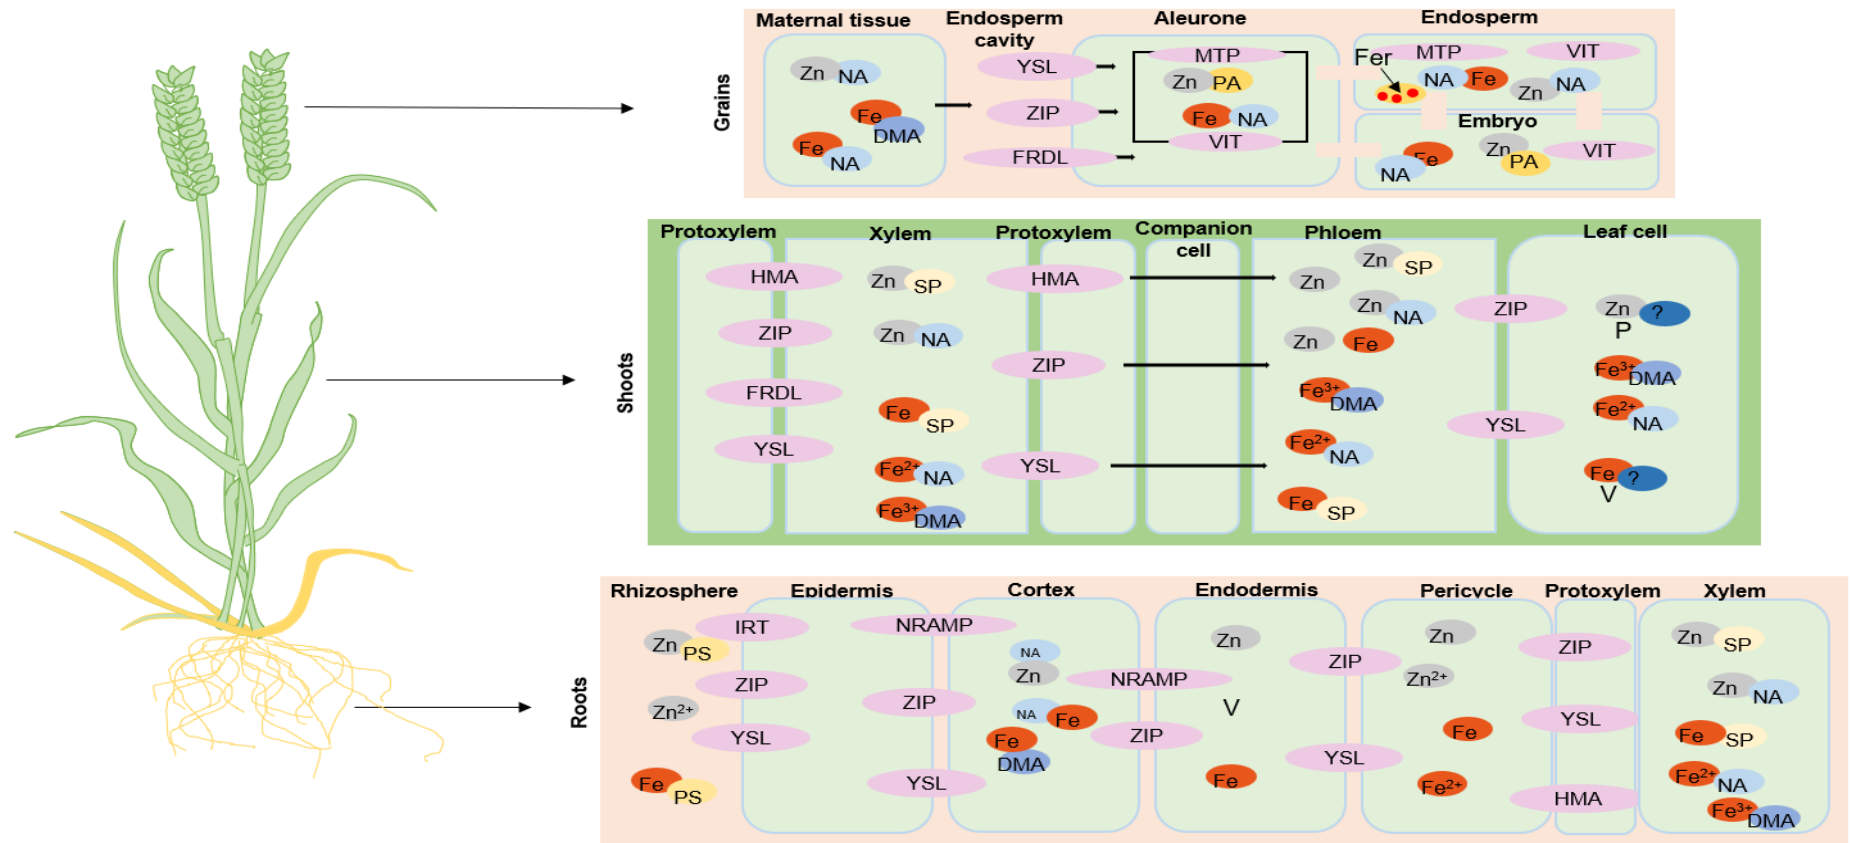 Grains
Maternal tissue
Endosperm
cavity
Aleurone
Endosperm
Zn NA
Fe
DMA
Fe
NA
YSL
ZIP
FRDL
MTP
Zn PA
Fe NA
VIT
Fer
MTP
VIT
NA Fe
Zn NA
Embryo
Fe
NA
Zn
PA
VIT
Shoots
Protoxylem
Xylem
Protoxylem
Companion
cell
Phloem
Leaf cell
HMA
ZIP
FRDL
YSL
Zn SP
Zn NA
Fe
SP
Fe2+
NA
Fe3+
DMA
HMA
ZIP
YSL
Zn SP
Zn
Zn
NA
Zn
Fe
Fe3+
DMA
Fe2+
NA
Fe
SP
ZIP
YSL
Zn ?
P
Fe3+
DMA
Fe2+
NA
Fe ?
V
Roots
Rhizosphere
Epidermis
Cortex
Endodermis
Pericycle
Protoxylem
Xylem
Zn
PS
Zn2+
Fe
PS
IRT
ZIP
YSL
NRAMP
ZIP
YSL
NA
Zn
NA Fe
Fe
DMA
NRAMP
ZIP
Zn
V
Fe
ZIP
YSL
Zn
Zn2+
Fe
Fe2+
ZIP
YSL
HMA
Zn SP
Zn NA
Fe SP
Fe2+
NA
Fe3+
DMA